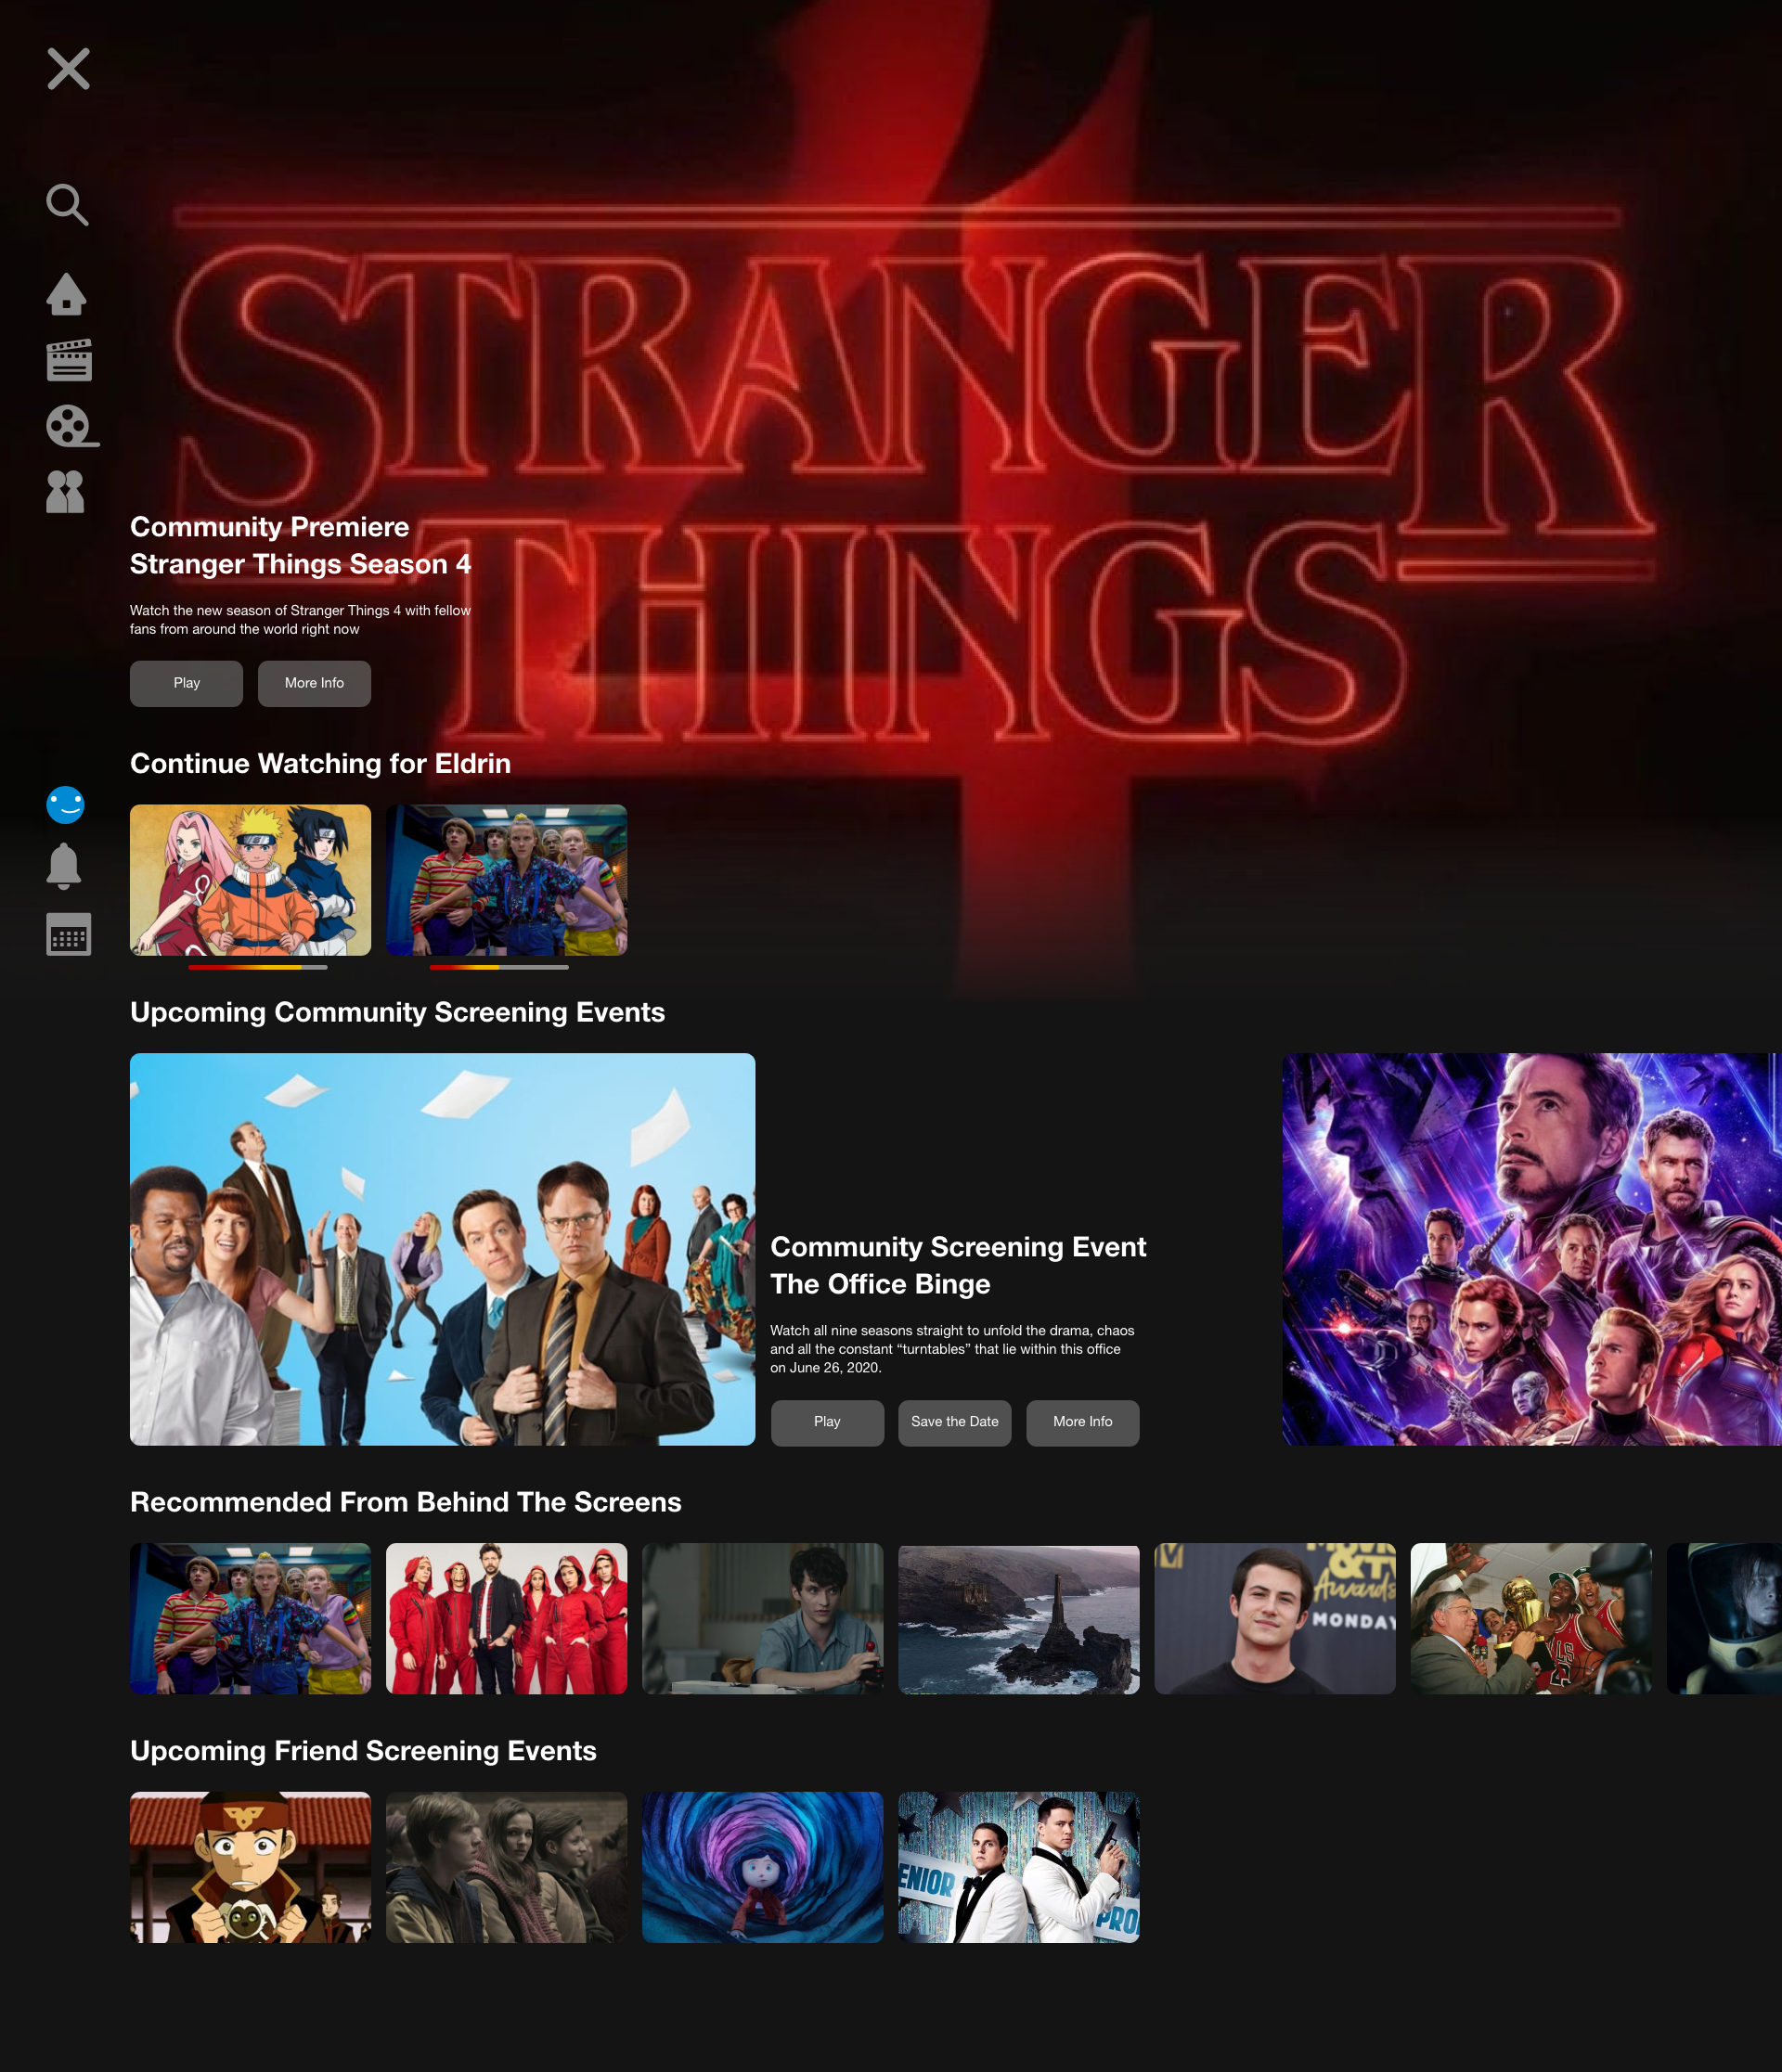 STRANGER
THINGS
4
Community Premiere
Stranger Things Season 4
Watch the new season of Stranger Things 4 with fellow
fans from around the world right now
Play
More Info
Continue Watching for Eldrin
Upcoming Community Screening Events
Community Screening Event
The Office Binge
Watch all nine seasons straight to unfold the drama, chaos
and all the constant “turntables” that lie within this office
on June 26, 2020.
Play
Save the Date
More Info
Recommended From Behind The Screens
&T
Awards
MONDAY
Upcoming Friend Screening Events
ENIOR
PRO